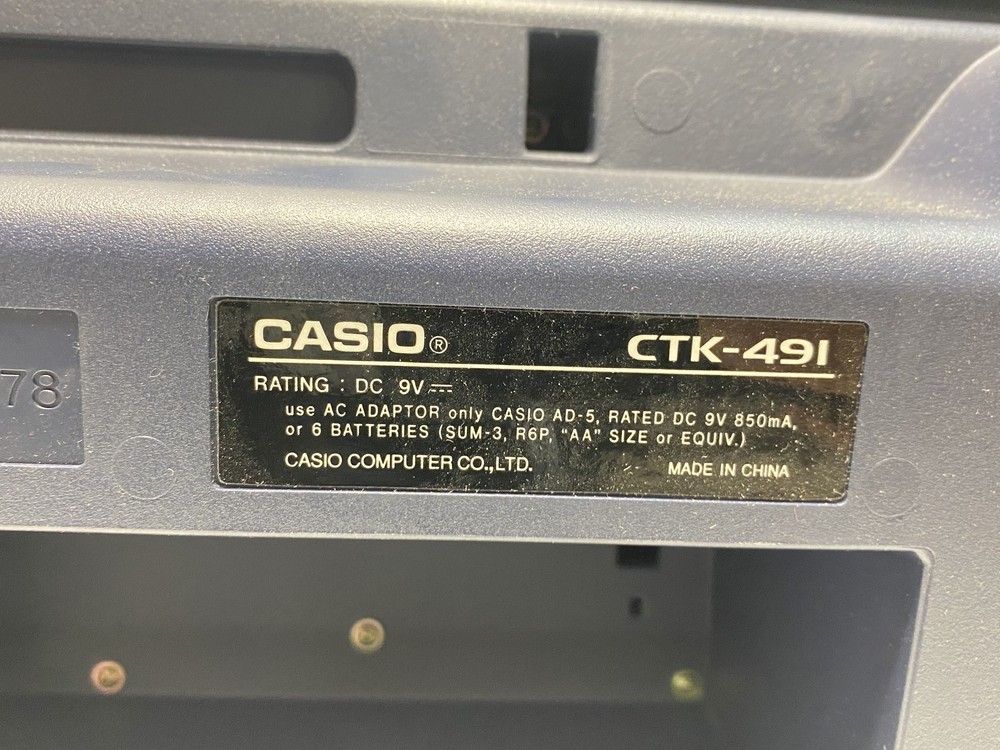 CASIO® CTK-491
RATING : DC 9V ⎓
use AC ADAPTOR only CASIO AD-5, RATED DC 9V 850mA,
or 6 BATTERIES (SUM-3, R6P, "AA" SIZE or EQUIV.)
CASIO COMPUTER CO.,LTD. MADE IN CHINA
78